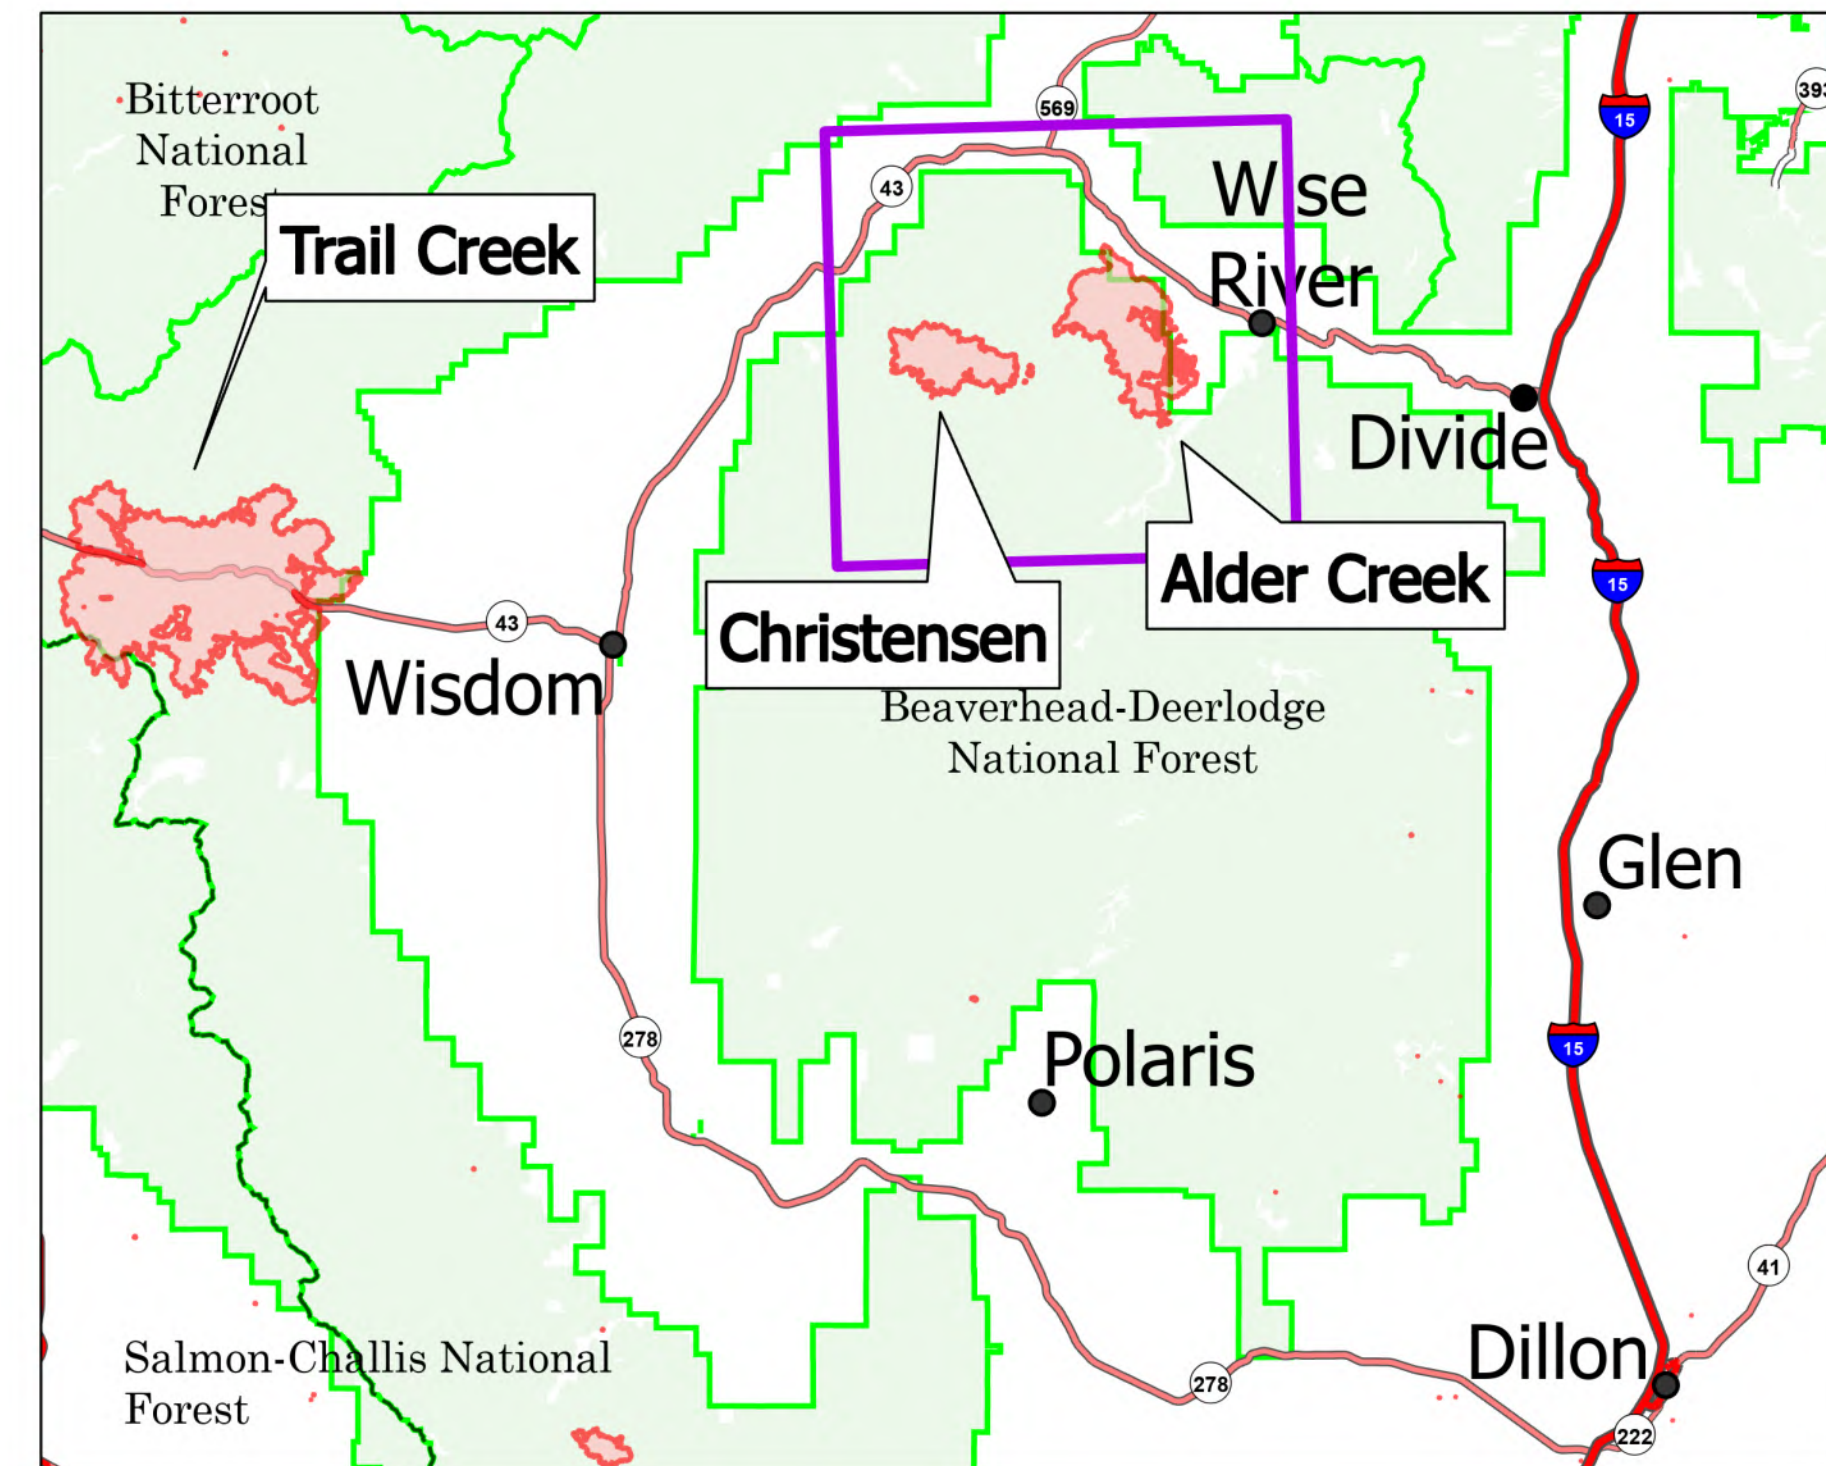 569
15
393
Bitterroot
National
Fores
43
Wise
River
Trail Creek
Divide
15
Alder Creek
43
Christensen
Wisdom
Beaverhead-Deerlodge
National Forest
Glen
278
Polaris
15
41
Salmon-Challis National
Forest
Dillon
278
222